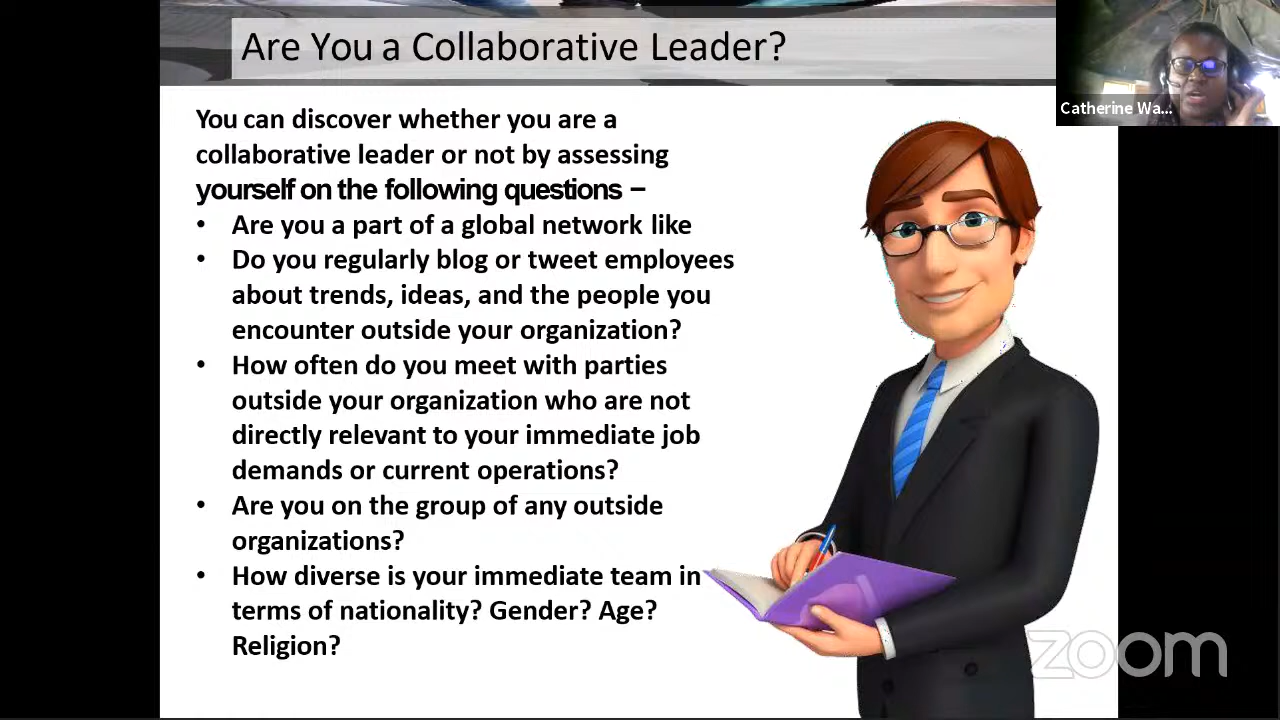 Are You a Collaborative Leader?
Catherine Wa...
You can discover whether you are a
collaborative leader or not by assessing
yourself on the following questions –
• Are you a part of a global network like
• Do you regularly blog or tweet employees
about trends, ideas, and the people you
encounter outside your organization?
• How often do you meet with parties
outside your organization who are not
directly relevant to your immediate job
demands or current operations?
• Are you on the group of any outside
organizations?
• How diverse is your immediate team in
terms of nationality? Gender? Age?
Religion?
zoom